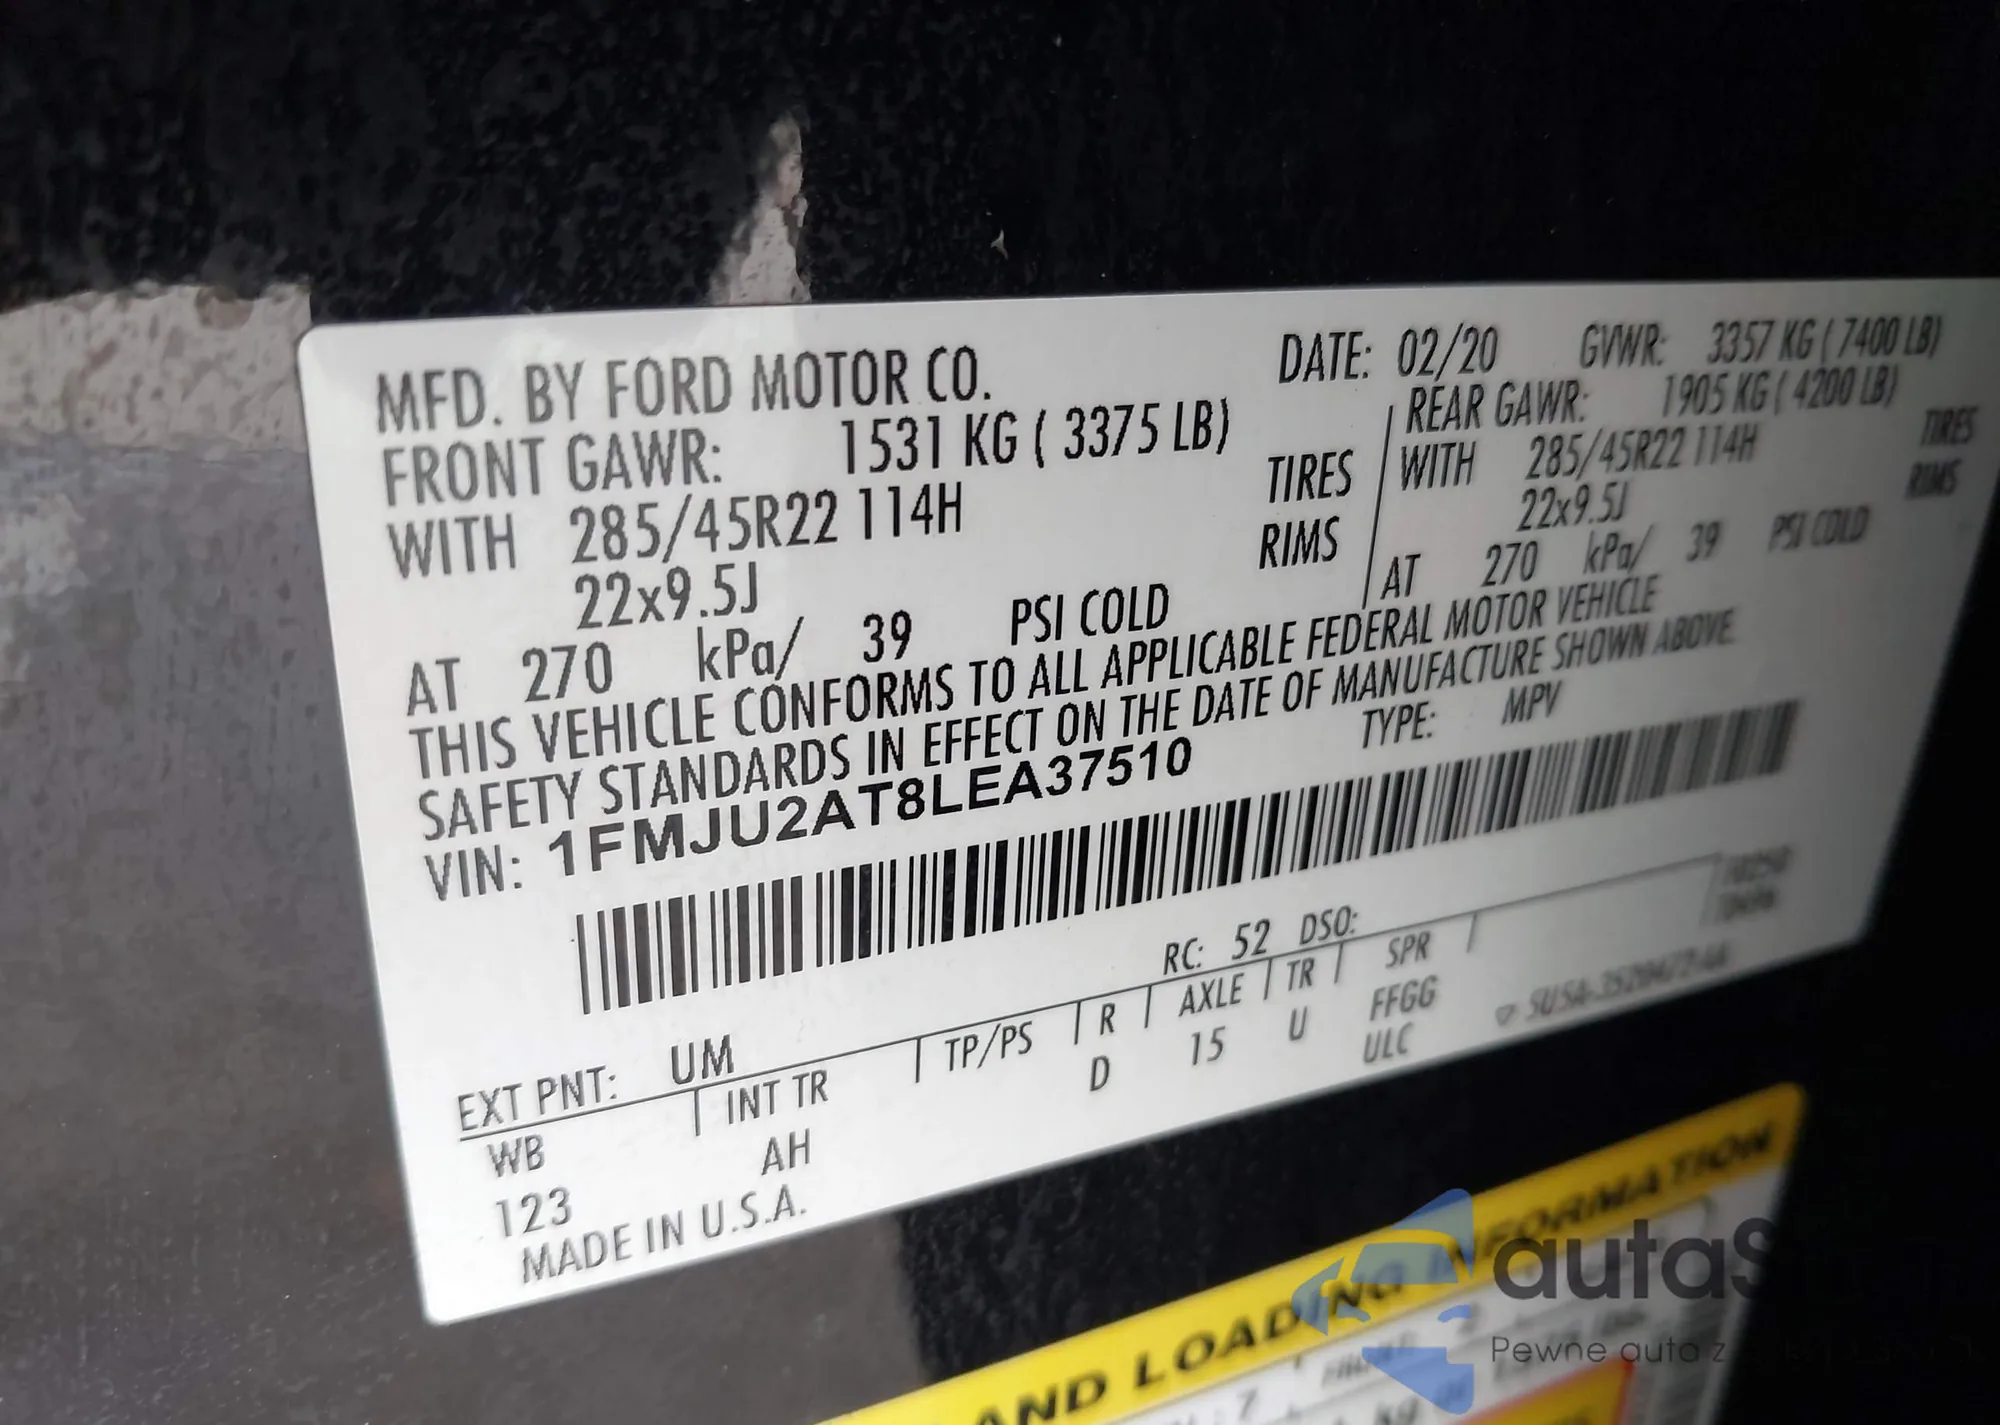 MFD. BY FORD MOTOR CO.
DATE: 02/20 GVWR: 3357 KG ( 7400 LB)
FRONT GAWR: 1531 KG ( 3375 LB)
REAR GAWR: 1905 KG ( 4200 LB)
WITH 285/45R22 114H TIRES
WITH 285/45R22 114H TIRES
22x9.5J RIMS
22x9.5J RIMS
AT 270 kPa/ 39 PSI COLD
AT 270 kPa/ 39 PSI COLD
THIS VEHICLE CONFORMS TO ALL APPLICABLE FEDERAL MOTOR VEHICLE
SAFETY STANDARDS IN EFFECT ON THE DATE OF MANUFACTURE SHOWN ABOVE
VIN: 1FMJU2AT8LEA37510
TYPE: MPV
EXT PNT: UM RC: 52 DSO:
WB INT TR TP/PS R AXLE TR SPR
123 AH D 15 U FFGG
ULC
MADE IN U.S.A.
AND LOADING INFORMATION
autaS
Pewne auta z